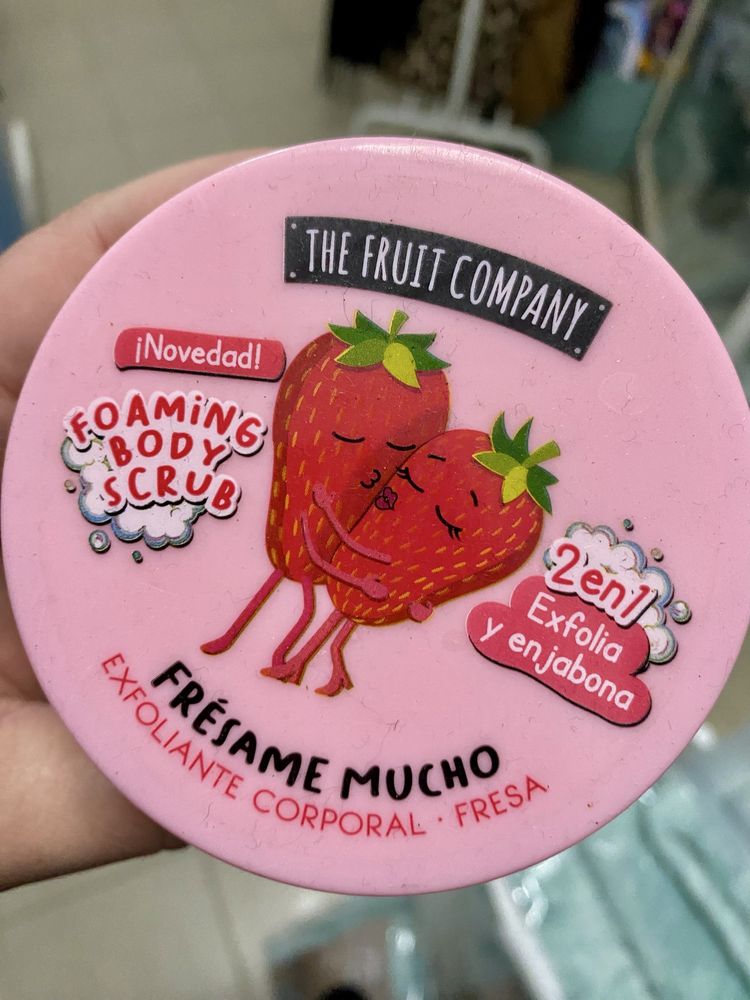 THE FRUIT COMPANY
¡Novedad!
FOAMING
BODY
SCRUB
2en1
Exfolia
y enjabona
FRÉSAME MUCHO
EXFOLIANTE CORPORAL · FRESA